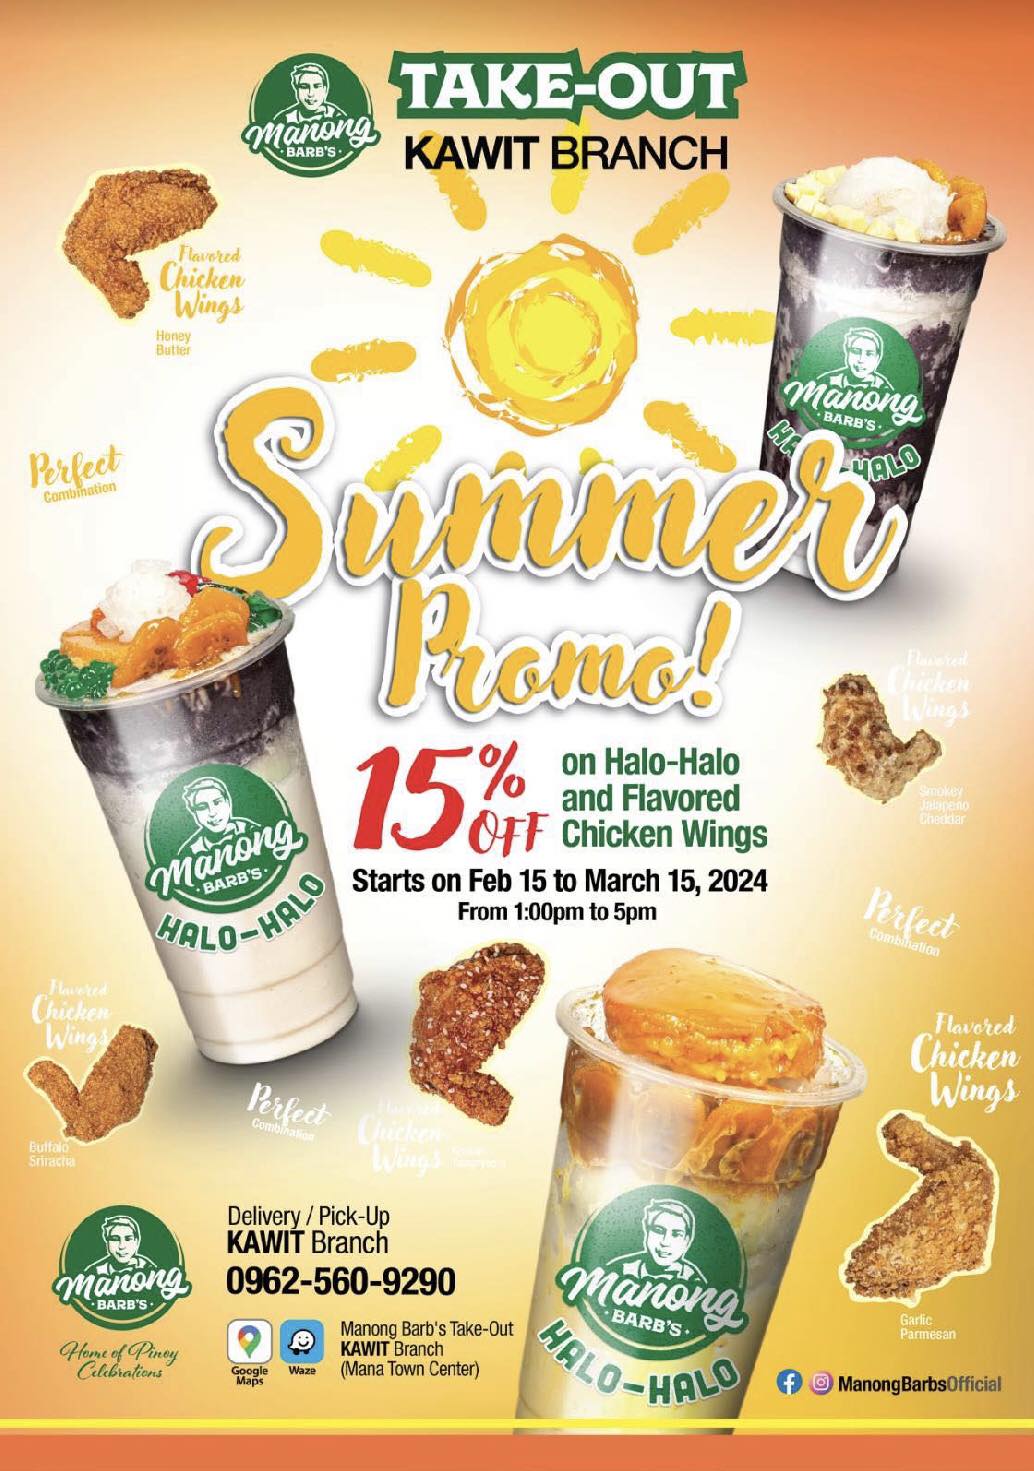 Manong
BARB'S
TAKE-OUT
KAWIT BRANCH
Flavored
Chicken
Wings
Honey
Butter
Manong
BARB'S
HALO-HALO
Perfect
Combination
Summer
Promo!
Flavored
Chicken
Wings
Smokey
Jalapeno
Cheddar
15% OFF
on Halo-Halo
and Flavored
Chicken Wings
Manong
BARB'S
HALO-HALO
Starts on Feb 15 to March 15, 2024
From 1:00pm to 5pm
Perfect
Combination
Flavored
Chicken
Wings
Buffalo
Sriracha
Perfect
Combination
Flavored
Chicken
Wings
Flavored
Chicken
Wings
Garlic
Parmesan
Manong
BARB'S
HALO-HALO
Manong
BARB'S
Home of Pinoy
Celebrations
Delivery / Pick-Up
KAWIT Branch
0962-560-9290
Google
Maps
Waze
Manong Barb's Take-Out
KAWIT Branch
(Mana Town Center)
ManongBarbsOfficial